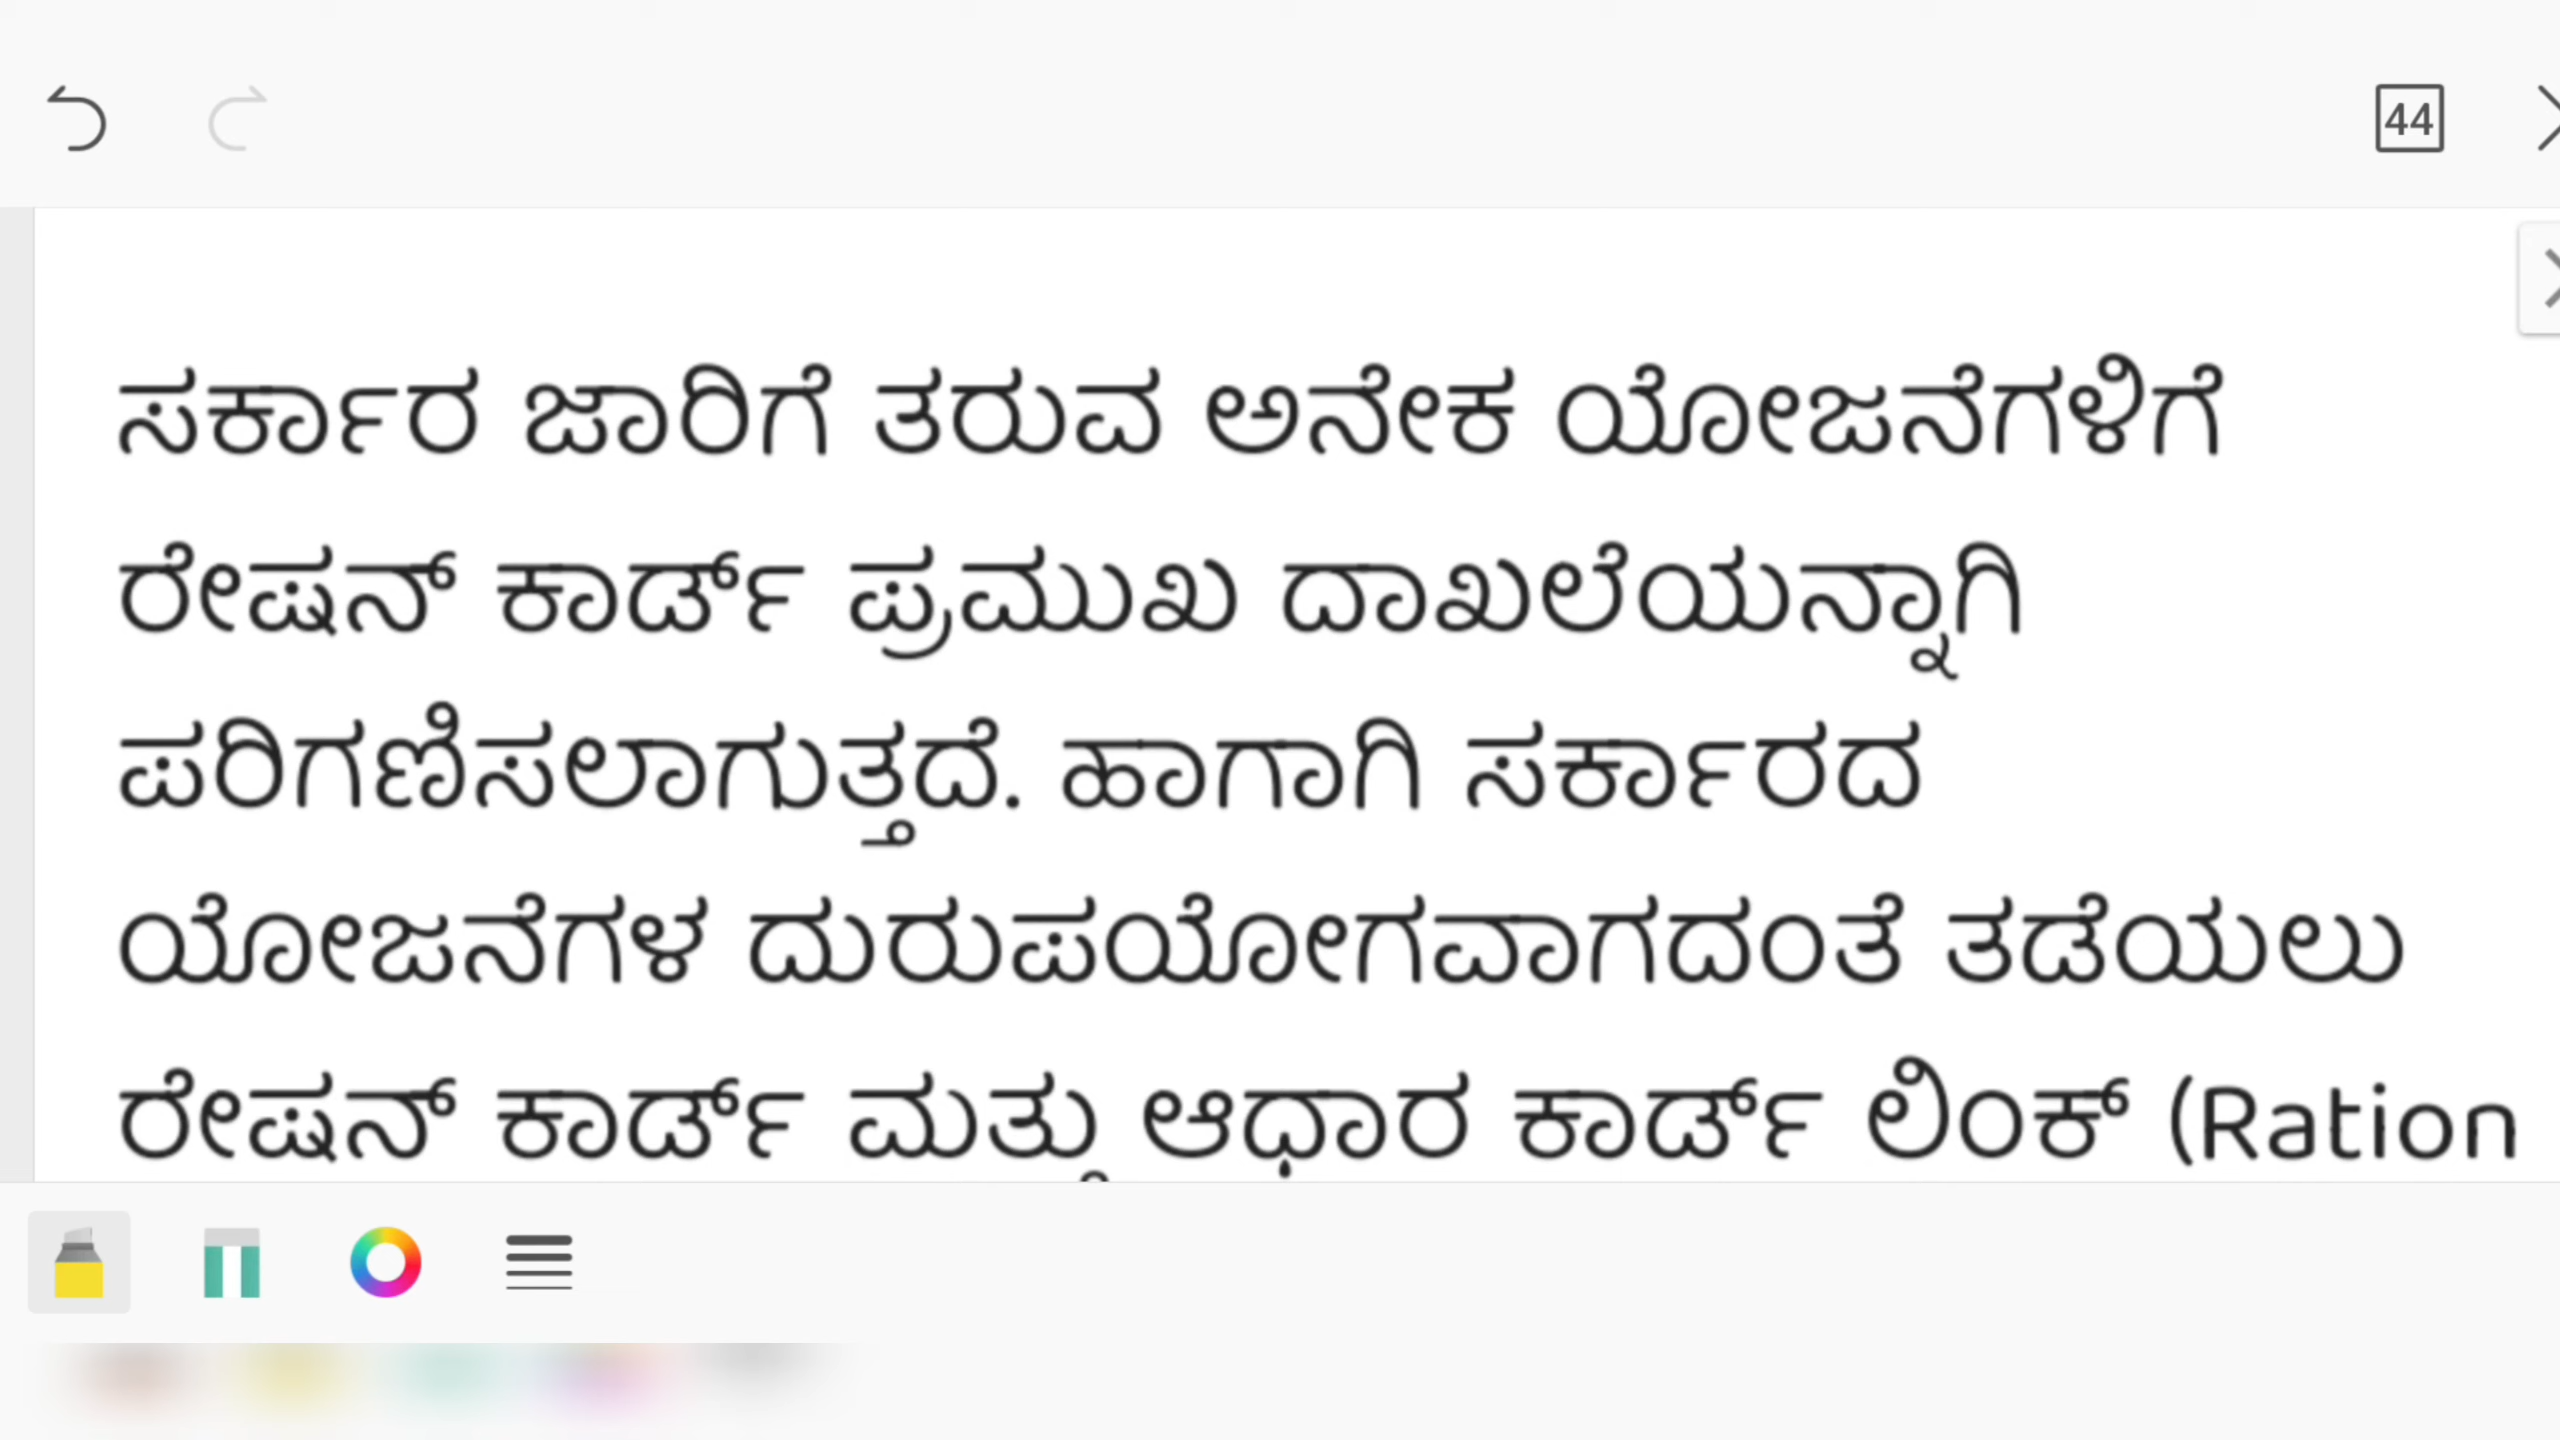 44
ಸರ್ಕಾರ ಜಾರಿಗೆ ತರುವ ಅನೇಕ ಯೋಜನೆಗಳಿಗೆ
ರೇಷನ್ ಕಾರ್ಡ್ ಪ್ರಮುಖ ದಾಖಲೆಯನ್ನಾಗಿ
ಪರಿಗಣಿಸಲಾಗುತ್ತದೆ. ಹಾಗಾಗಿ ಸರ್ಕಾರದ
ಯೋಜನೆಗಳ ದುರುಪಯೋಗವಾಗದಂತೆ ತಡೆಯಲು
ರೇಷನ್ ಕಾರ್ಡ್ ಮತ್ತು ಆಧಾರ ಕಾರ್ಡ್ ಲಿಂಕ್ (Ration